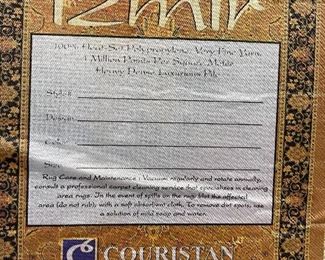 Izmir
100% Heat-Set Polypropylene Very Fine Yarn
1 Million Points Per Square Meter
Heavy Dense Luxurious Pile
Style#
Design
Color
Size
Rug Care and Maintenance: Vacuum regularly and rotate annually,
consult a professional carpet cleaning service that specializes in cleaning
area rugs. In the event of spills on the rug: blot the affected
area (do not rub), with a soft absorbent cloth. To remove dot spots, use
a solution of mild soap and water.
COURISTAN